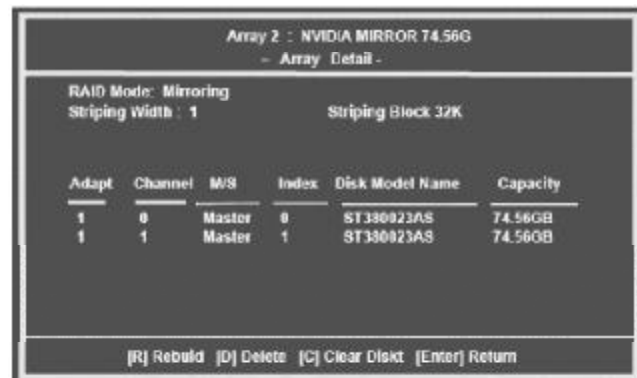 Array 2 : NVIDIA MIRROR 74.56G
- Array Detail -
RAID Mode: Mirroring
Striping Width : 1 Striping Block 32K
Adapt Channel M/S Index Disk Model Name Capacity
1 0 Master 0 ST380023AS 74.56GB
1 1 Master 1 ST380023AS 74.56GB
[R] Rebuild [D] Delete [C] Clear Diskt [Enter] Return